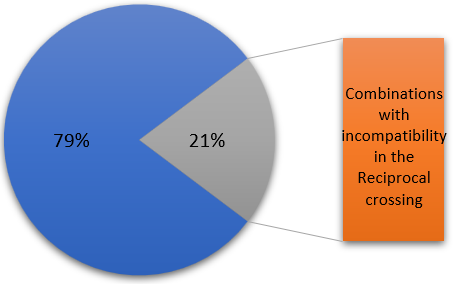 79%
21%
Combinations
with
incompatibility
in the
Reciprocal
crossing